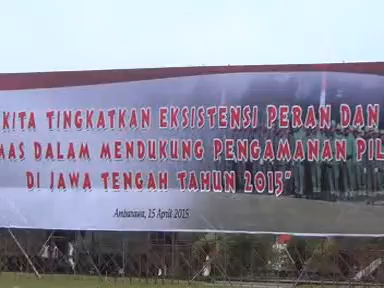 KITA TINGKATKAN EKSISTENSI PERAN DAN
MAS DALAM MENDUKUNG PENGAMANAN PIL
DI JAWA TENGAH TAHUN 2015"
Ambarawa, 15 April 2015